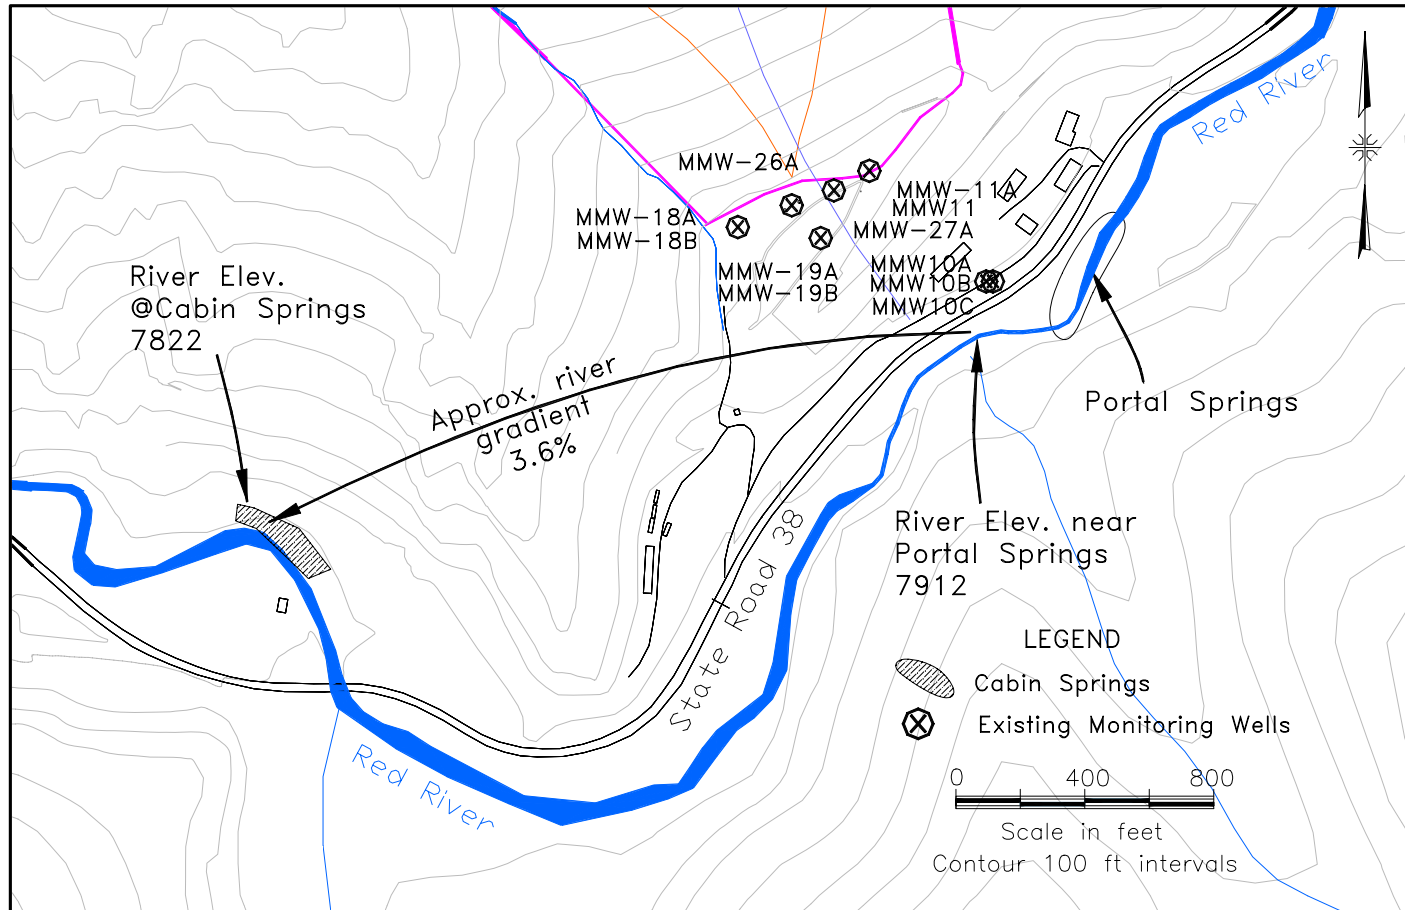 Red River
MMW-26A
MMW-11A
MMW11
MMW-27A
MMW-18A
MMW-18B
MMW-19A
MMW-19B
MMW10A
MMW10B
MMW10C
River Elev.
@Cabin Springs
7822
Approx. river
gradient
3.6%
Portal Springs
River Elev. near
Portal Springs
7912
State Road 38
Red River
LEGEND
Cabin Springs
Existing Monitoring Wells
0 400 800
Scale in feet
Contour 100 ft intervals